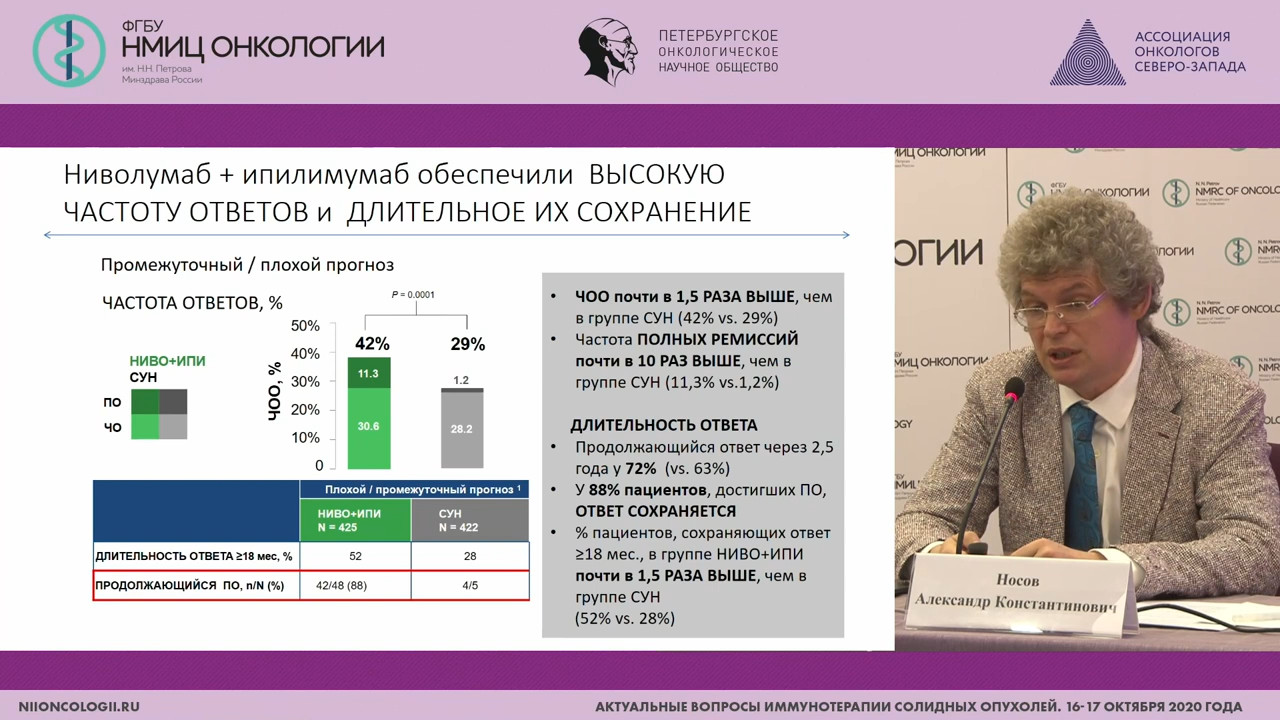 ФГБУ
НМИЦ ОНКОЛОГИИ
им. Н.Н. Петрова
Минздрава России
ПЕТЕРБУРГСКОЕ
ОНКОЛОГИЧЕСКОЕ
НАУЧНОЕ ОБЩЕСТВО
АССОЦИАЦИЯ
ОНКОЛОГОВ
СЕВЕРО-ЗАПАДА
Ниволумаб + ипилимумаб обеспечили ВЫСОКУЮ
ЧАСТОТУ ОТВЕТОВ и ДЛИТЕЛЬНОЕ ИХ СОХРАНЕНИЕ
Промежуточный / плохой прогноз
ЧАСТОТА ОТВЕТОВ, %
P = 0.0001
НИВО+ИПИ
СУН
ПО
ЧО
ЧОО, %
50%
40%
30%
20%
10%
0
42%
29%
11.3
1.2
30.6
28.2
Плохой / промежуточный прогноз 1
НИВО+ИПИ
N = 425
СУН
N = 422
ДЛИТЕЛЬНОСТЬ ОТВЕТА ≥18 мес, % 52 28
ПРОДОЛЖАЮЩИЙСЯ ПО, n/N (%) 42/48 (88) 4/5
• ЧОО почти в 1,5 РАЗА ВЫШЕ, чем
в группе СУН (42% vs. 29%)
• Частота ПОЛНЫХ РЕМИССИЙ
почти в 10 РАЗ ВЫШЕ, чем в
группе СУН (11,3% vs.1,2%)
ДЛИТЕЛЬНОСТЬ ОТВЕТА
• Продолжающийся ответ через 2,5
года у 72% (vs. 63%)
• У 88% пациентов, достигших ПО,
ОТВЕТ СОХРАНЯЕТСЯ
• % пациентов, сохраняющих ответ
≥18 мес., в группе НИВО+ИПИ
почти в 1,5 РАЗА ВЫШЕ, чем в
группе СУН
(52% vs. 28%)
НМИЦ ОНКОЛОГИИ
NMRC OF ONCOLOGY
Носов
Александр Константинович
NIIONCOLOGII.RU
АКТУАЛЬНЫЕ ВОПРОСЫ ИММУНОТЕРАПИИ СОЛИДНЫХ ОПУХОЛЕЙ. 16-17 ОКТЯБРЯ 2020 ГОДА